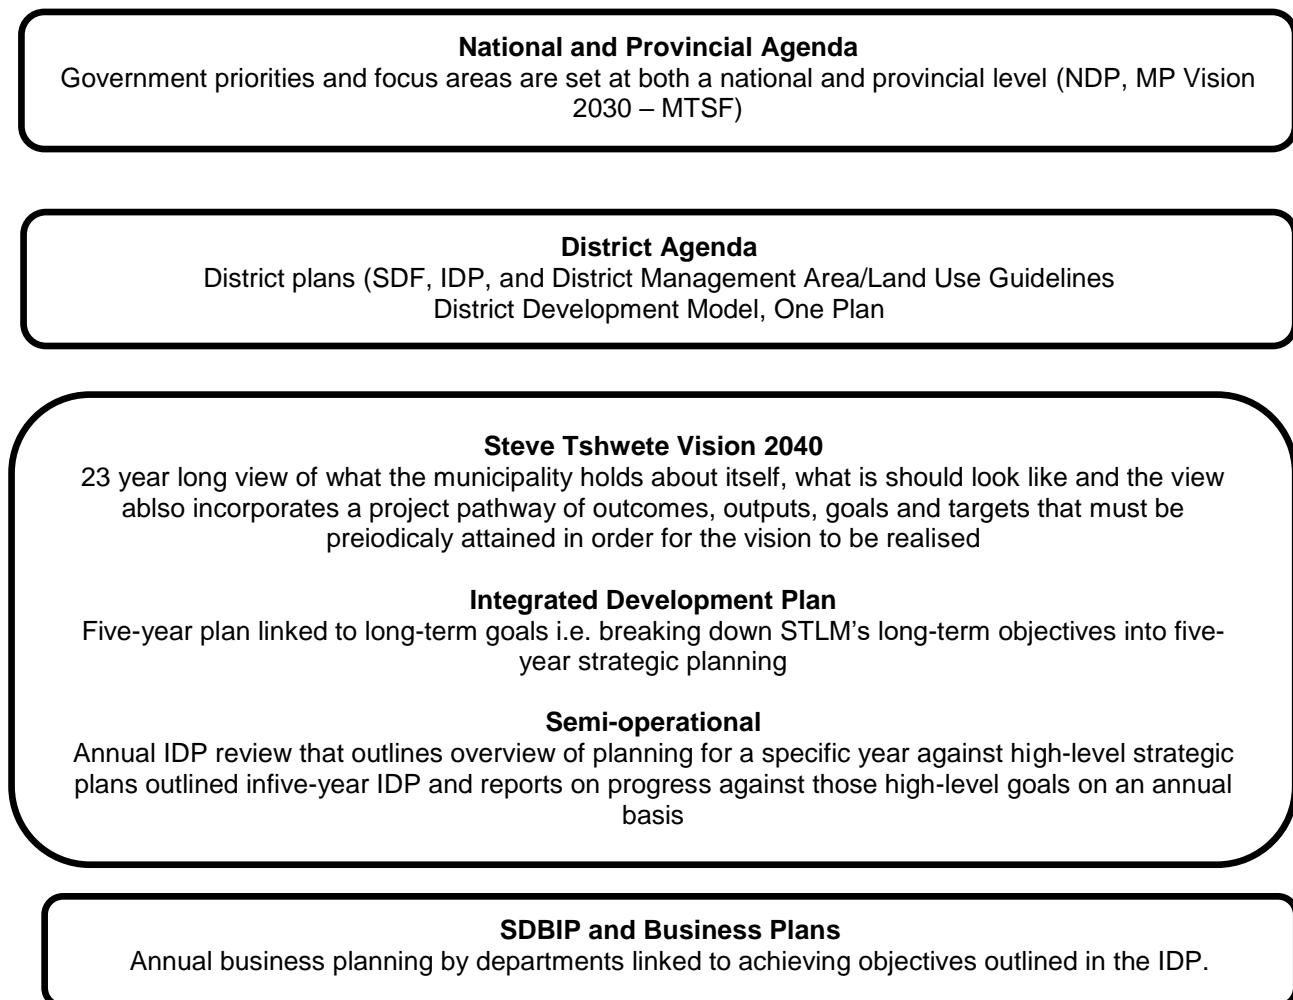 National and Provincial Agenda
Government priorities and focus areas are set at both a national and provincial level (NDP, MP Vision
2030 – MTSF)
District Agenda
District plans (SDF, IDP, and District Management Area/Land Use Guidelines
District Development Model, One Plan
Steve Tshwete Vision 2040
23 year long view of what the municipality holds about itself, what is should look like and the view
ablso incorporates a project pathway of outcomes, outputs, goals and targets that must be
preiodicaly attained in order for the vision to be realised
Integrated Development Plan
Five-year plan linked to long-term goals i.e. breaking down STLM’s long-term objectives into five-
year strategic planning
Semi-operational
Annual IDP review that outlines overview of planning for a specific year against high-level strategic
plans outlined infive-year IDP and reports on progress against those high-level goals on an annual
basis
SDBIP and Business Plans
Annual business planning by departments linked to achieving objectives outlined in the IDP.